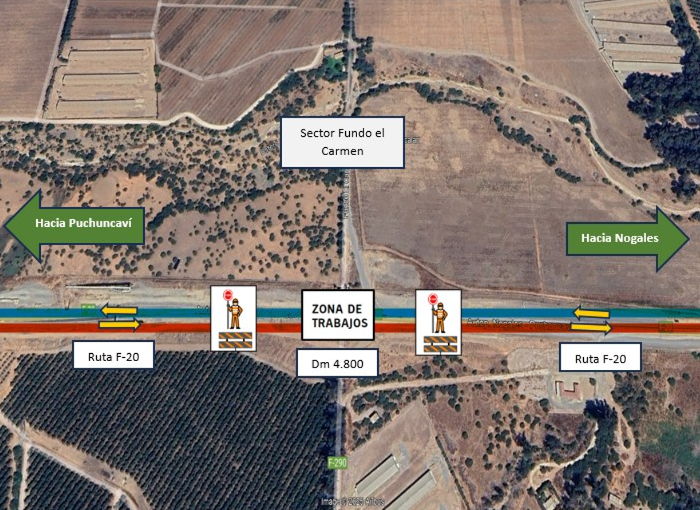 Sector Fundo el
Carmen
Hacia Puchuncaví
Hacia Nogales
ZONA DE
TRABAJOS
Ruta F-20
Dm 4.800
Ruta F-20
F-290